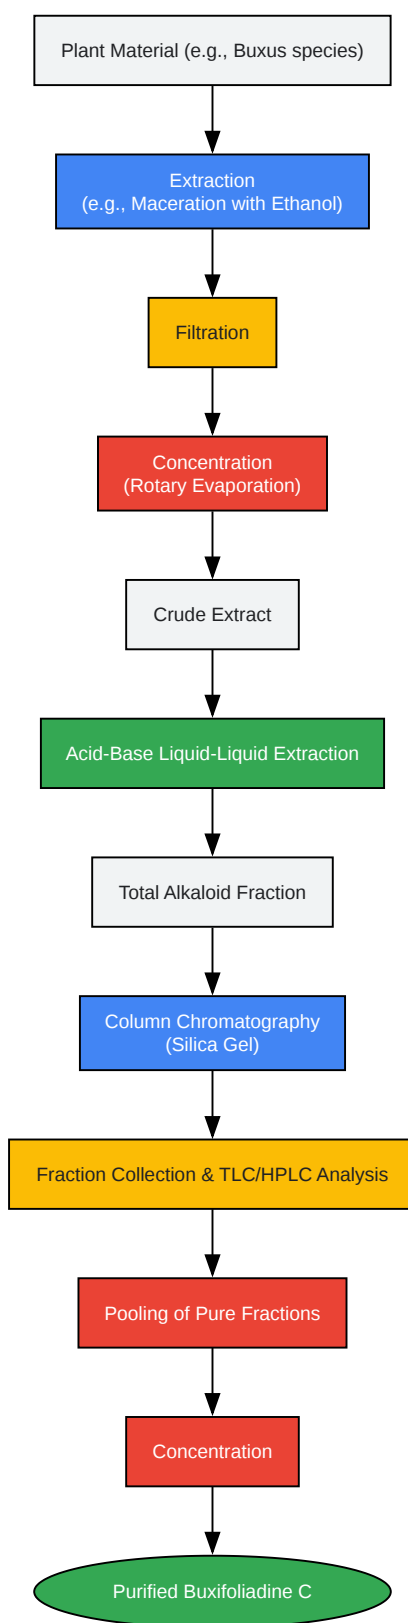 Plant Material (e.g., Buxus species)
Extraction
(e.g., Maceration with Ethanol)
Filtration
Concentration
(Rotary Evaporation)
Crude Extract
Acid-Base Liquid-Liquid Extraction
Total Alkaloid Fraction
Column Chromatography
(Silica Gel)
Fraction Collection & TLC/HPLC Analysis
Pooling of Pure Fractions
Concentration
Purified Buxifoliadine C